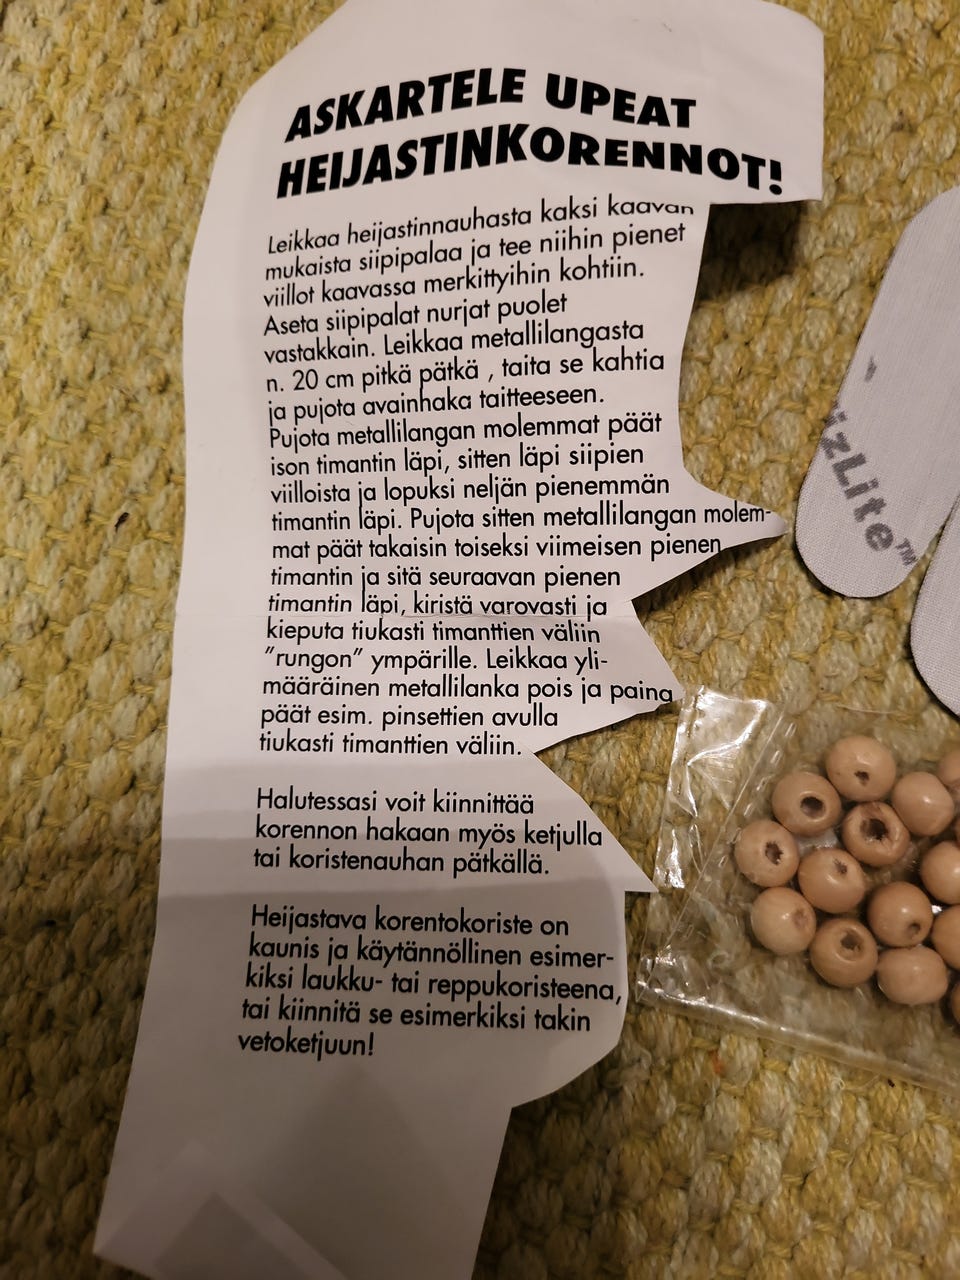 ASKARTELE UPEAT
HEIJASTINKORENNOT!
Leikkaa heijastinnauhasta kaksi kaavan
mukaista siipipalaa ja tee niihin pienet
viillot kaavassa merkittyihin kohtiin.
Aseta siipipalat nurjat puolet
vastakkain. Leikkaa metallilangasta
n. 20 cm pitkä pätkä , taita se kahtia
ja pujota avainhaka taitteeseen.
Pujota metallilangan molemmat päät
ison timantin läpi, sitten läpi siipien
viilloista ja lopuksi neljän pienemmän
timantin läpi. Pujota sitten metallilangan molem-
mat päät takaisin toiseksi viimeisen pienen
timantin ja sitä seuraavan pienen
timantin läpi, kiristä varovasti ja
kieputa tiukasti timanttien väliin
"rungon" ympärille. Leikkaa yli-
määräinen metallilanka pois ja paina
päät esim. pinsettien avulla
tiukasti timanttien väliin.
Halutessasi voit kiinnittää
korennon hakaan myös ketjulla
tai koristenauhan pätkällä.
Heijastava korentokoriste on
kaunis ja käytännöllinen esimer-
kiksi laukku- tai reppukoristeena,
tai kiinnitä se esimerkiksi takin
vetoketjuun!
izLite™